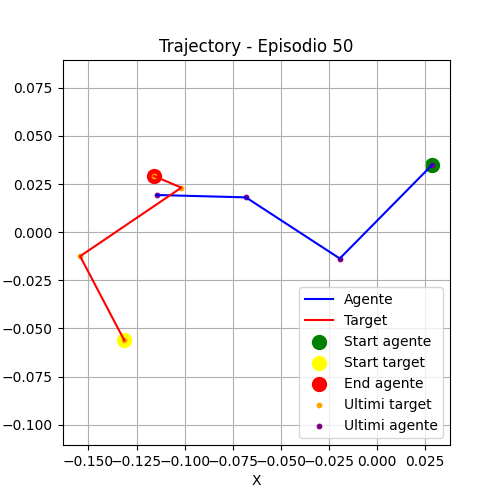 Trajectory - Episodio 50
0.075
0.050
0.025
0.000
−0.025
−0.050
−0.075
−0.100
Agente
Target
Start agente
Start target
End agente
Ultimi target
Ultimi agente
−0.150 −0.125 −0.100 −0.075 −0.050 −0.025 0.000 0.025
X